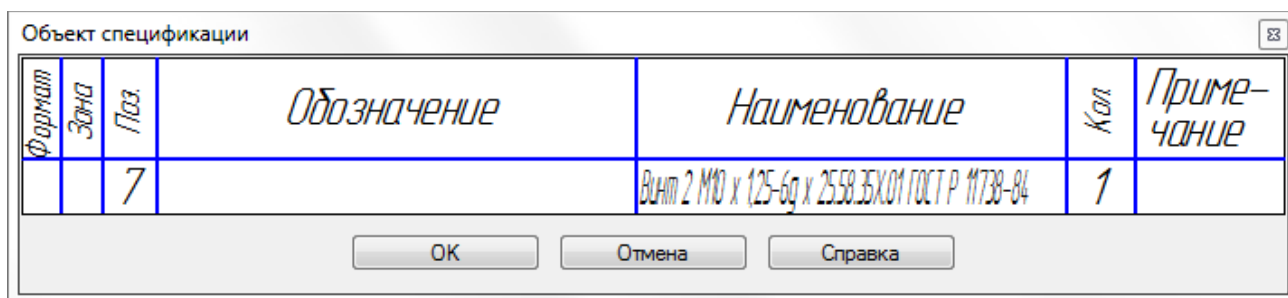 Объект спецификации
Формат Зона Поз. Обозначение Наименование Кол. Приме-
чание
7 Винт 2 М10 x 1,25-6g x 25.58.35Х.01 ГОСТ Р 11738-84 1
ОК Отмена Справка